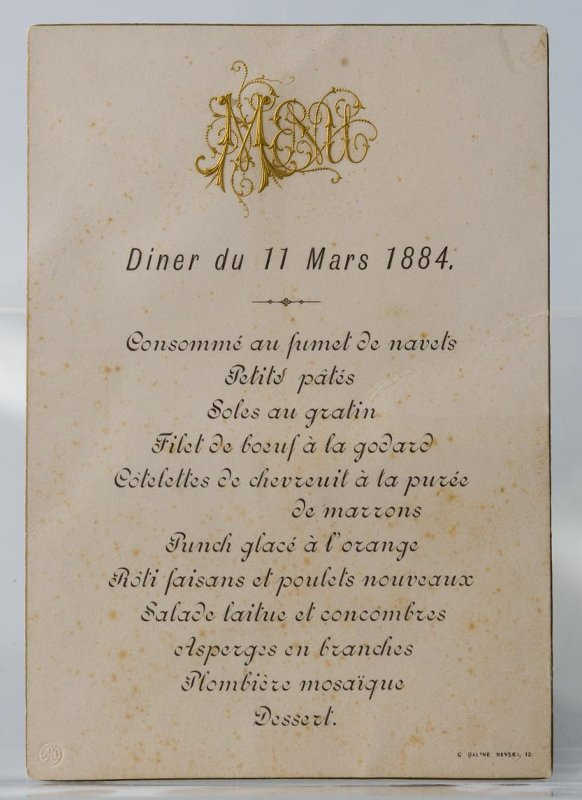 Menu
Diner du 11 Mars 1884.
Consommé au fumet de navets
Petits pâtés
Soles au gratin
Filet de boeuf à la godard
Côtelettes de chevreuil à la purée
de marrons
Punch glacé à l'orange
Rôti faisans et poulets nouveaux
Salade laitue et concombres
Asperges en branches
Plombière mosaïque
Dessert.
NEVSKI, 12